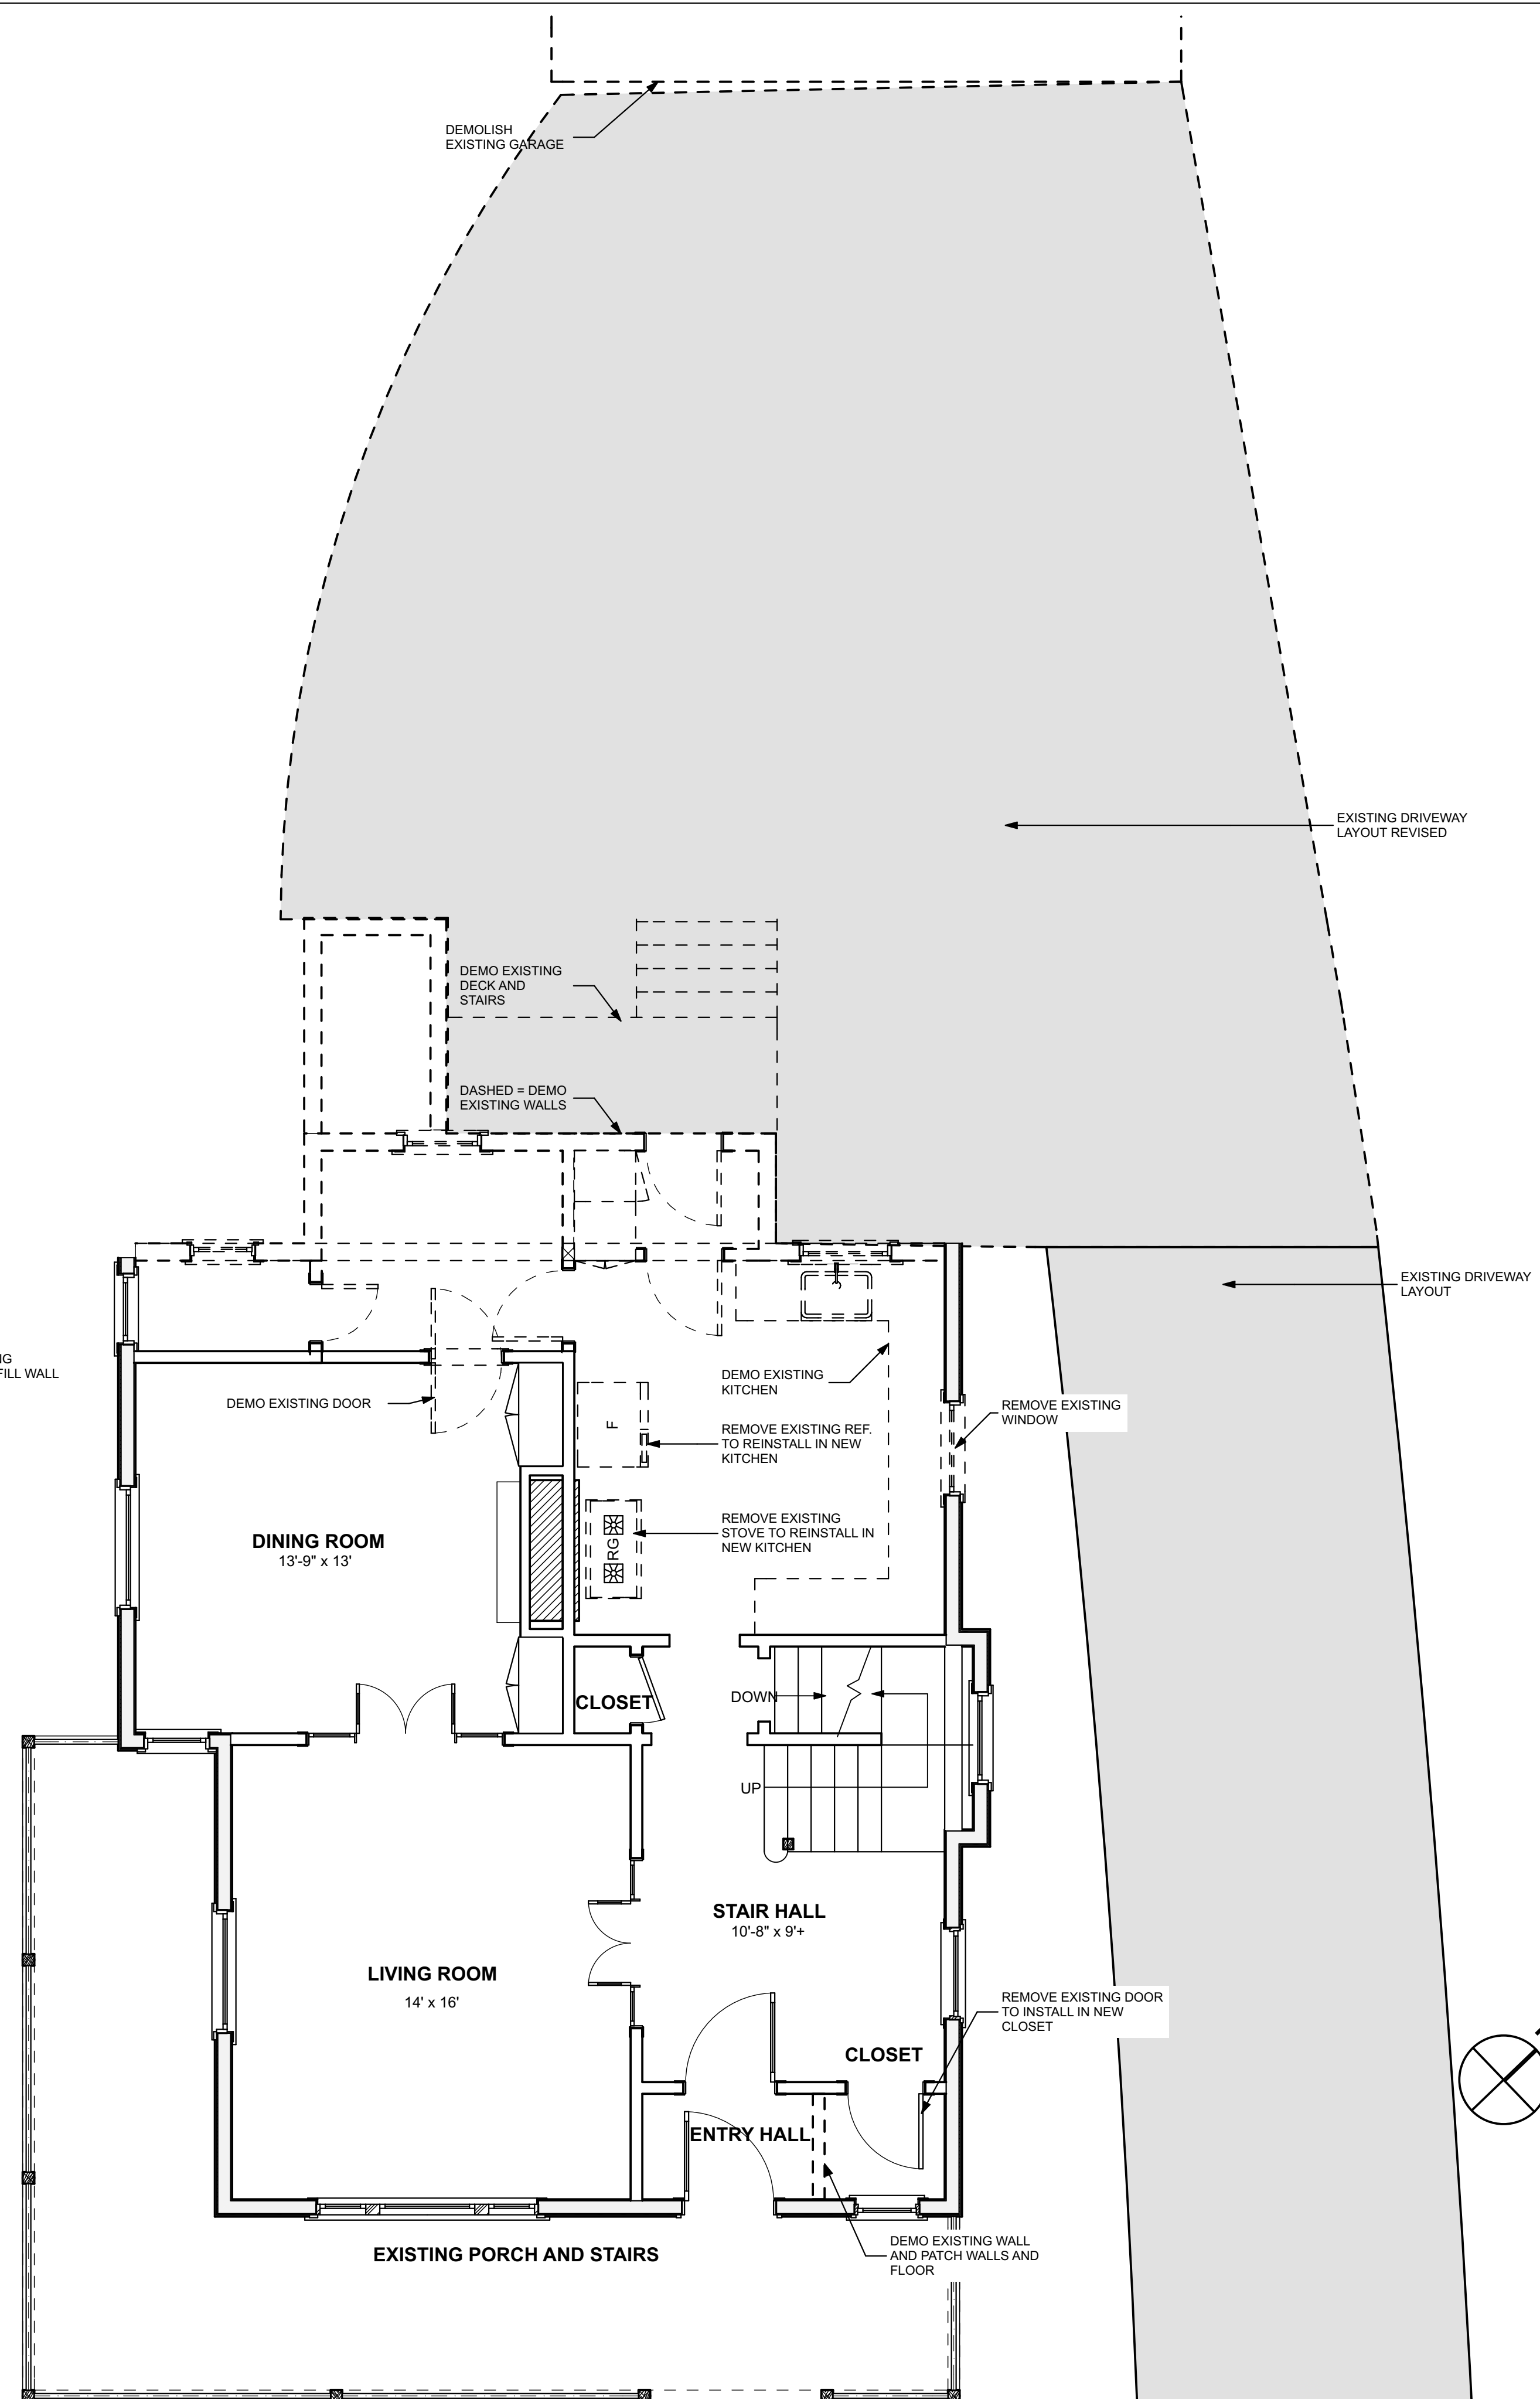 DEMOLISH
EXISTING GARAGE
EXISTING DRIVEWAY
LAYOUT REVISED
DEMO EXISTING
DECK AND
STAIRS
DASHED = DEMO
EXISTING WALLS
EXISTING DRIVEWAY
LAYOUT
FILL WALL
DEMO EXISTING
KITCHEN
DEMO EXISTING DOOR
REMOVE EXISTING
WINDOW
F
REMOVE EXISTING REF.
TO REINSTALL IN NEW
KITCHEN
REMOVE EXISTING
STOVE TO REINSTALL IN
NEW KITCHEN
RG
DINING ROOM
13'-9" x 13'
CLOSET
DOWN
UP
STAIR HALL
10'-8" x 9'+
LIVING ROOM
14' x 16'
REMOVE EXISTING DOOR
TO INSTALL IN NEW
CLOSET
CLOSET
ENTRY HALL
DEMO EXISTING WALL
AND PATCH WALLS AND
FLOOR
EXISTING PORCH AND STAIRS